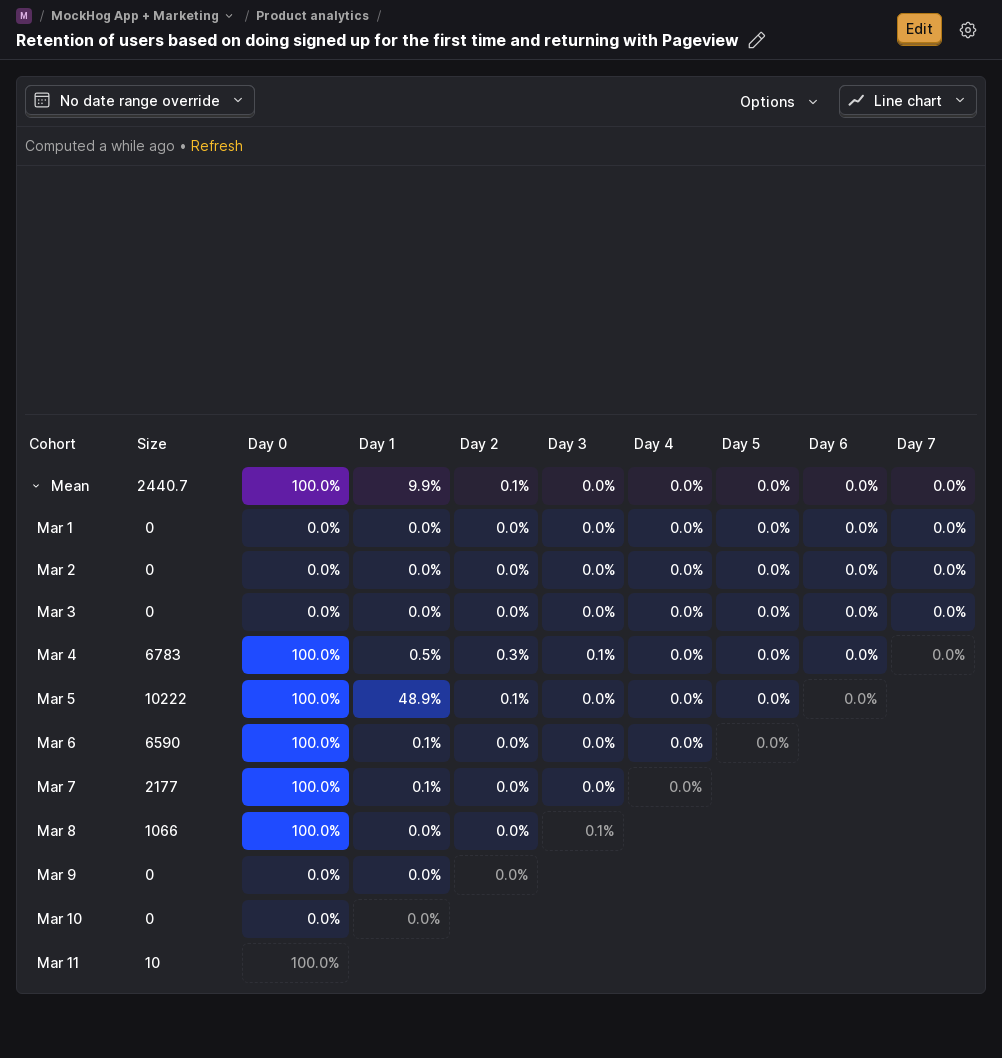 M / MockHog App + Marketing / Product analytics /
Retention of users based on doing signed up for the first time and returning with Pageview
Edit
No date range override
Options
Line chart
Computed a while ago • Refresh
Cohort Size Day 0 Day 1 Day 2 Day 3 Day 4 Day 5 Day 6 Day 7
Mean 2440.7 100.0% 9.9% 0.1% 0.0% 0.0% 0.0% 0.0% 0.0%
Mar 1 0 0.0% 0.0% 0.0% 0.0% 0.0% 0.0% 0.0% 0.0%
Mar 2 0 0.0% 0.0% 0.0% 0.0% 0.0% 0.0% 0.0% 0.0%
Mar 3 0 0.0% 0.0% 0.0% 0.0% 0.0% 0.0% 0.0% 0.0%
Mar 4 6783 100.0% 0.5% 0.3% 0.1% 0.0% 0.0% 0.0% 0.0%
Mar 5 10222 100.0% 48.9% 0.1% 0.0% 0.0% 0.0% 0.0%
Mar 6 6590 100.0% 0.1% 0.0% 0.0% 0.0% 0.0%
Mar 7 2177 100.0% 0.1% 0.0% 0.0% 0.0%
Mar 8 1066 100.0% 0.0% 0.0% 0.1%
Mar 9 0 0.0% 0.0% 0.0%
Mar 10 0 0.0% 0.0%
Mar 11 10 100.0%